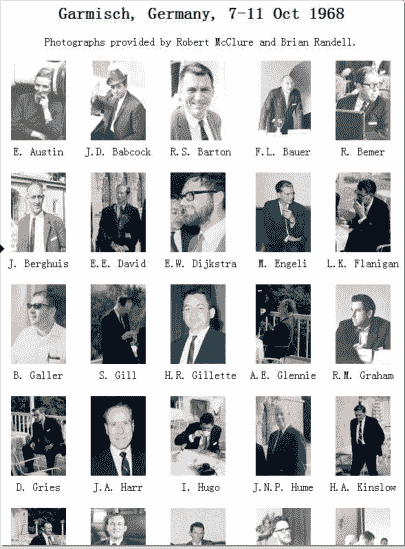 Garmisch, Germany, 7-11 Oct 1968
Photographs provided by Robert McClure and Brian Randell.
E. Austin J.D. Babcock R.S. Barton F.L. Bauer R. Bemer
J. Berghuis E.E. David E.W. Dijkstra M. Engeli L.K. Flanigan
B. Galler S. Gill H.R. Gillette A.E. Glennie R.M. Graham
D. Gries J.A. Harr I. Hugo J.N.P. Hume H.A. Kinslow